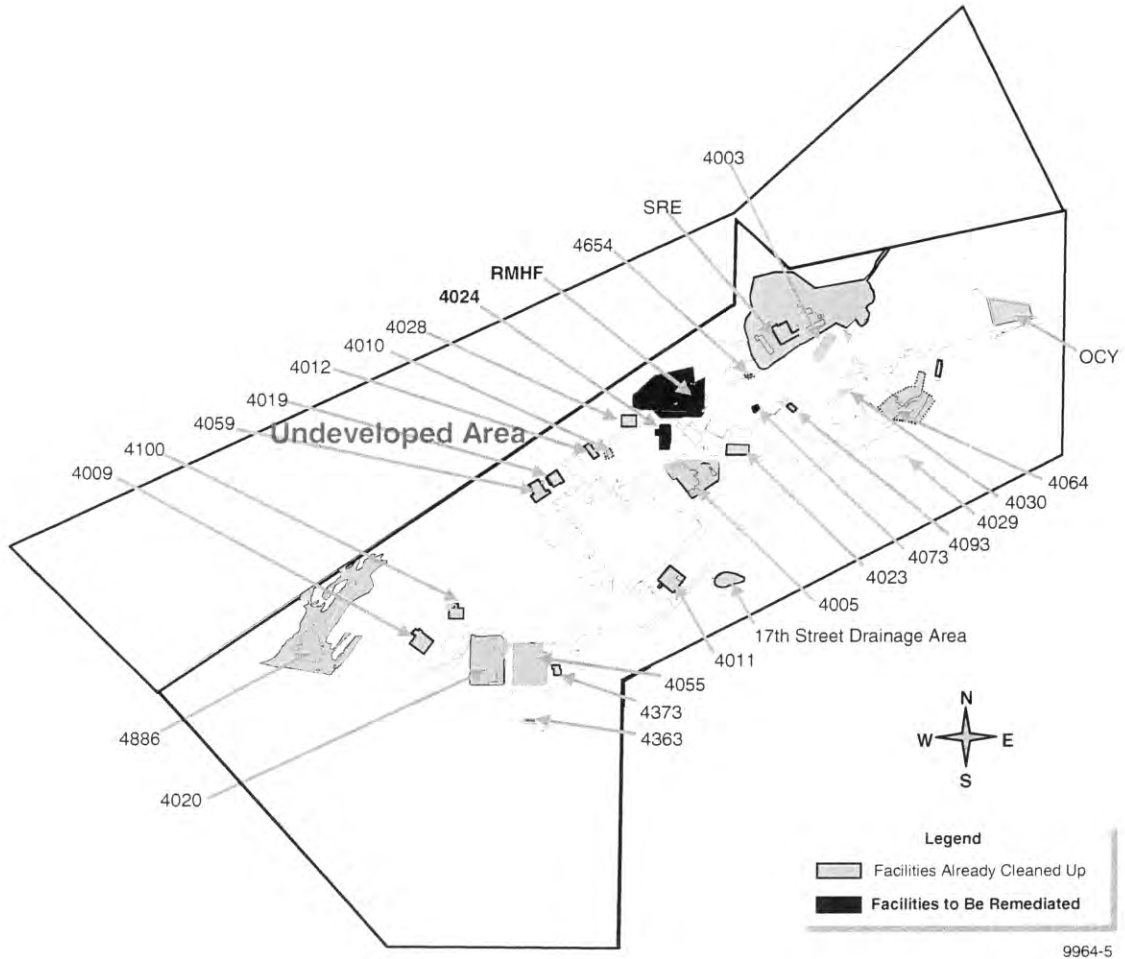 4003
SRE
4654
RMHF
4024
4028
4010
4012
4019
4059
4100
4009
Undeveloped Area
OCY
4064
4030
4029
4093
4073
4023
4005
17th Street Drainage Area
4011
4055
4373
4363
4886
4020
N
W E
S
Legend
Facilities Already Cleaned Up
Facilities to Be Remediated
9964-5